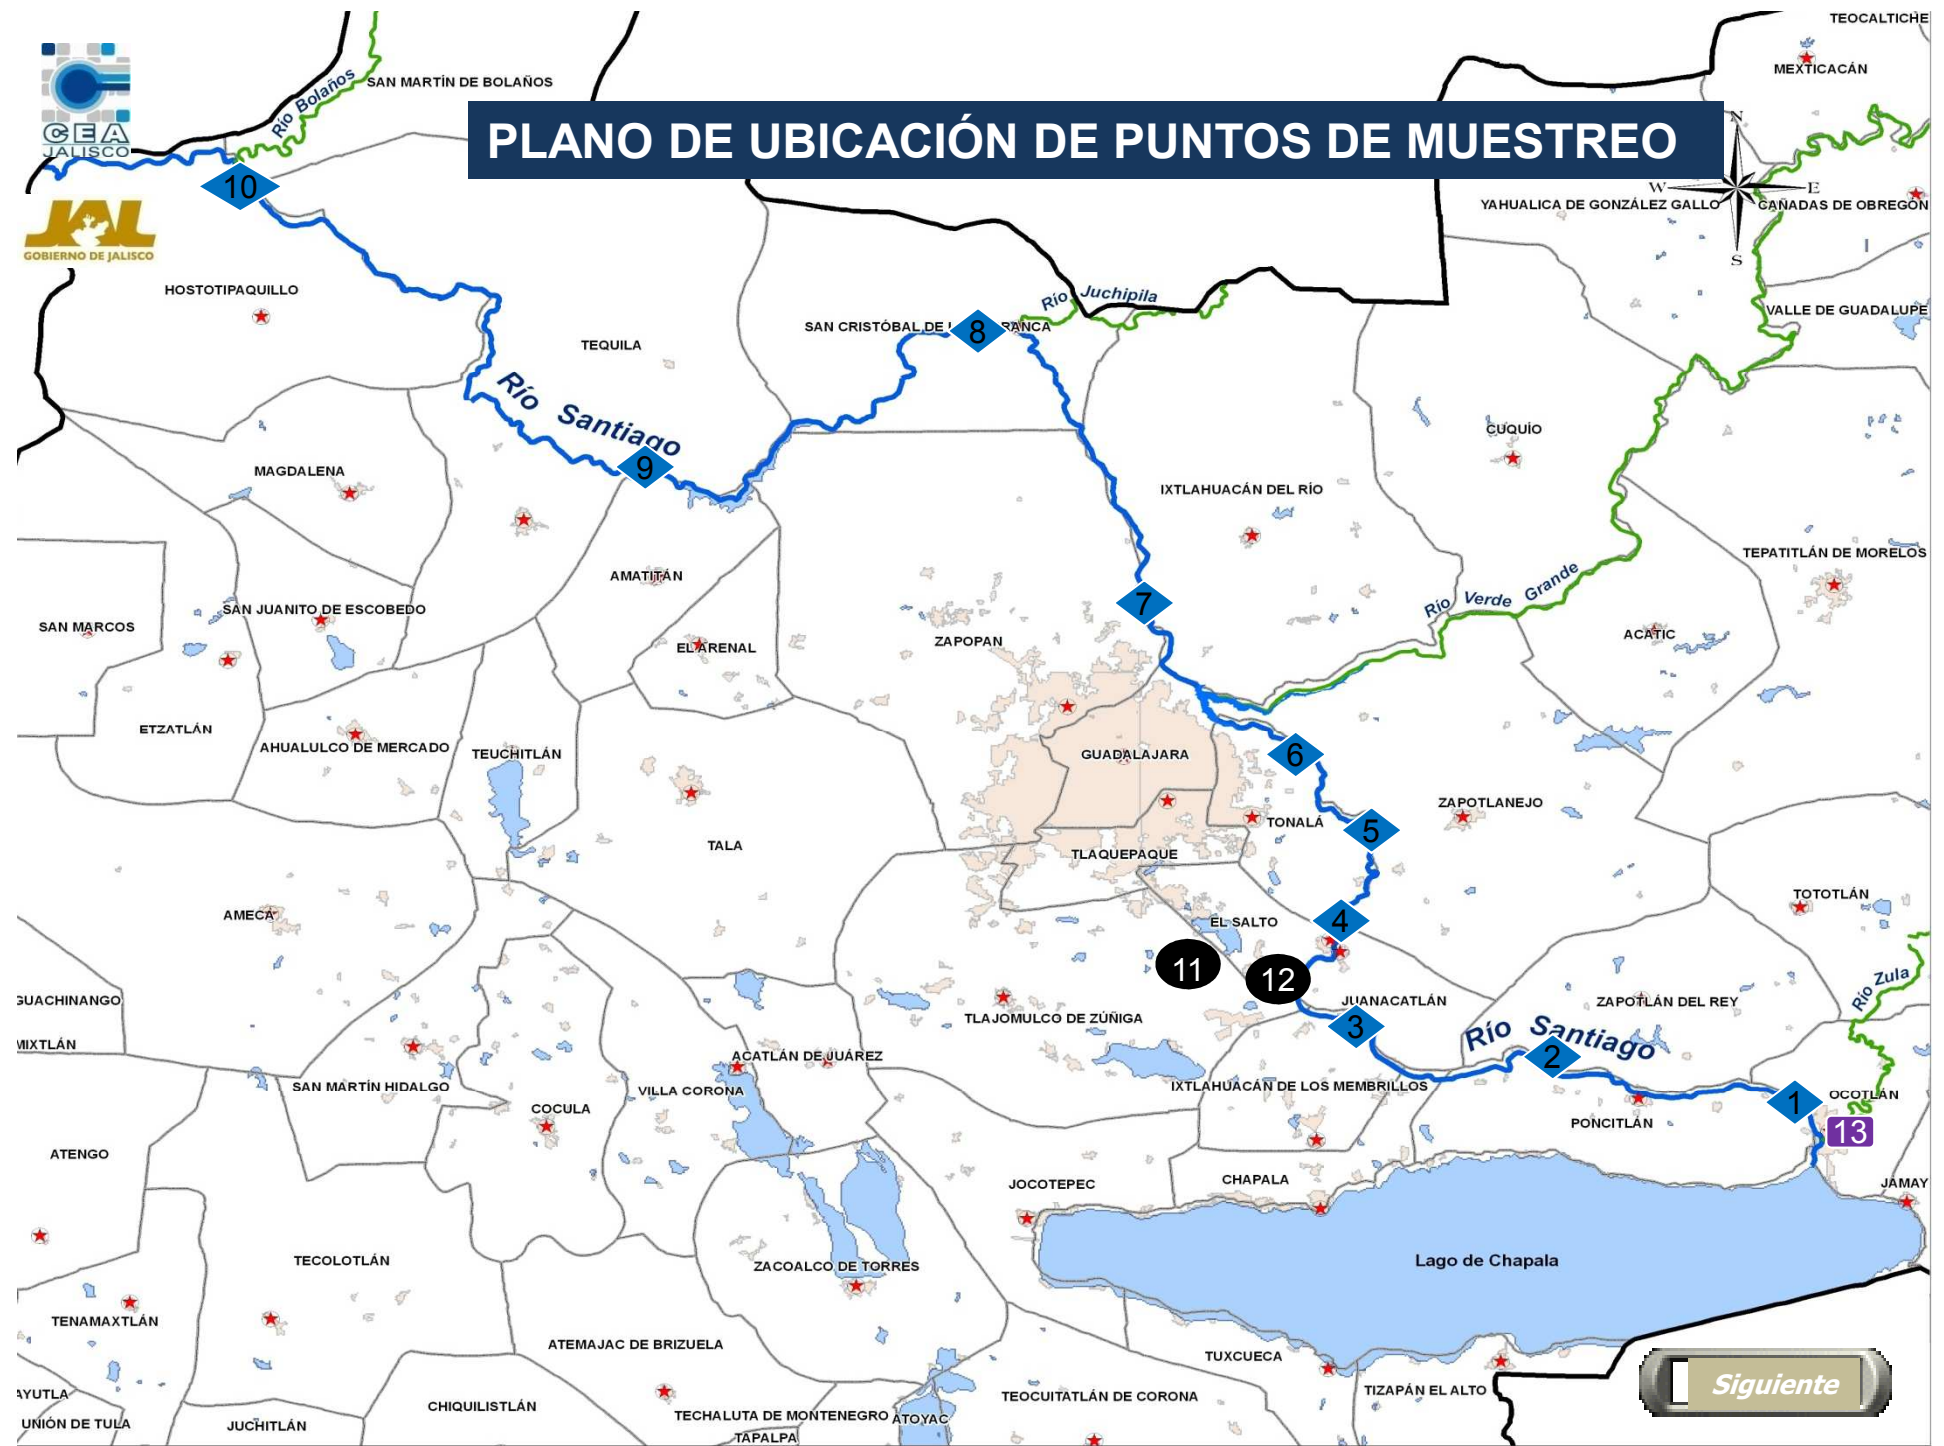 TEOCALTICHE
MEXTICACÁN
SAN MARTÍN DE BOLAÑOS
Río Bolaños
CEA
JALISCO
PLANO DE UBICACIÓN DE PUNTOS DE MUESTREO
N
W
E
S
10
YAHUALICA DE GONZÁLEZ GALLO
CAÑADAS DE OBREGÓN
JAL
GOBIERNO DE JALISCO
HOSTOTIPAQUILLO
Río Juchipila
VALLE DE GUADALUPE
SAN CRISTÓBAL DE
RANCA
8
TEQUILA
Río Santiago
CUQUÍO
9
MAGDALENA
IXTLAHUACÁN DEL RÍO
TEPATITLÁN DE MORELOS
AMATITÁN
Río Verde Grande
7
SAN JUANITO DE ESCOBEDO
SAN MARCOS
ACATIC
ZAPOPAN
EL ARENAL
ETZATLÁN
AHUALULCO DE MERCADO
TEUCHITLÁN
GUADALAJARA
6
ZAPOTLANEJO
TONALÁ
5
TALA
TLAQUEPAQUE
TOTOTLÁN
AMECA
EL SALTO
4
11
12
Río Zula
GUACHINANGO
JUANACATLÁN
ZAPOTLÁN DEL REY
TLAJOMULCO DE ZÚÑIGA
3
Río Santiago
2
MIXTLÁN
ACATLÁN DE JUÁREZ
SAN MARTÍN HIDALGO
VILLA CORONA
IXTLAHUACÁN DE LOS MEMBRILLOS
1
OCOTLÁN
COCULA
PONCITLÁN
13
ATENGO
JOCOTEPEC
CHAPALA
JAMAY
TECOLOTLÁN
ZACOALCO DE TORRES
Lago de Chapala
TENAMAXTLÁN
ATEMAJAC DE BRIZUELA
TUXCUECA
Siguiente
AYUTLA
TIZAPÁN EL ALTO
TEOCUITATLÁN DE CORONA
CHIQUILISTLÁN
TECHALUTA DE MONTENEGRO
ATOYAC
UNIÓN DE TULA
JUCHITLÁN
TAPALPA